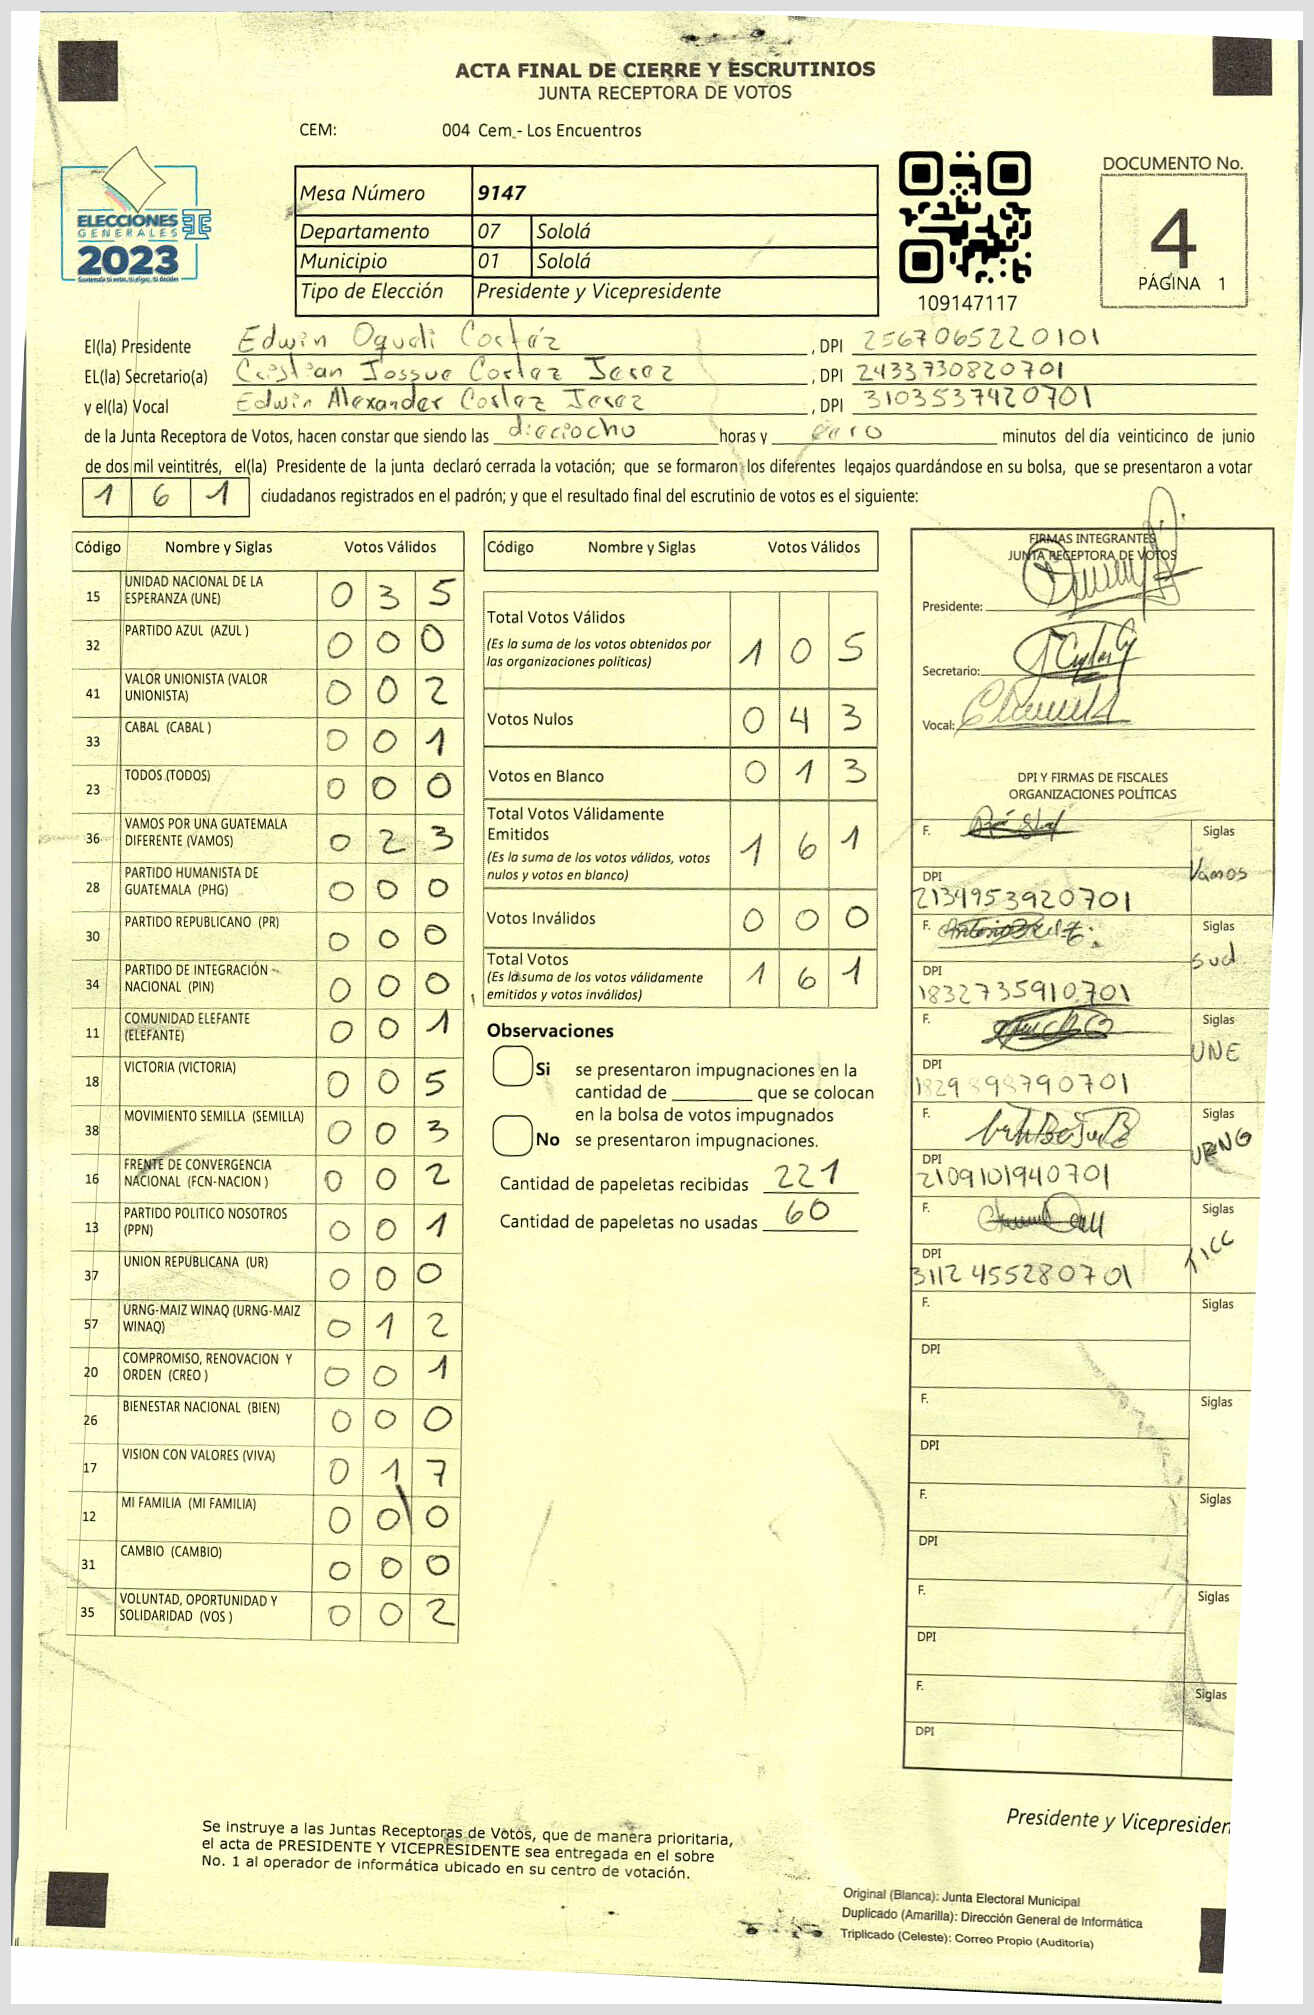 ACTA FINAL DE CIERRE Y ESCRUTINIOS
JUNTA RECEPTORA DE VOTOS
CEM: 004 Cem.- Los Encuentros
ELECCIONES
GENERALES
2023
Mesa Número 9147
Departamento 07 Sololá
Municipio 01 Sololá
Tipo de Elección Presidente y Vicepresidente
109147117
DOCUMENTO No.
4
PÁGINA 1
El(la) Presidente Edwin Oqueli Cortáz, DPI 2567065220101
EL(la) Secretario(a) Cristian Jossue Cortez Jerez, DPI 2433730820701
y el(la) Vocal Edwin Alexander Cortez Jerez, DPI 3103537420701
de la Junta Receptora de Votos, hacen constar que siendo las dieciocho horas y cero minutos del día veinticinco de junio
de dos mil veintitrés, el(la) Presidente de la junta declaró cerrada la votación; que se formaron los diferentes legajos guardándose en su bolsa, que se presentaron a votar
1 6 1 ciudadanos registrados en el padrón; y que el resultado final del escrutinio de votos es el siguiente:
Código Nombre y Siglas Votos Válidos
15 UNIDAD NACIONAL DE LA ESPERANZA (UNE) 0 3 5
32 PARTIDO AZUL (AZUL ) 0 0 0
41 VALOR UNIONISTA (VALOR UNIONISTA) 0 0 2
33 CABAL (CABAL ) 0 0 1
23 TODOS (TODOS) 0 0 0
36 VAMOS POR UNA GUATEMALA DIFERENTE (VAMOS) 0 2 3
28 PARTIDO HUMANISTA DE GUATEMALA (PHG) 0 0 0
30 PARTIDO REPUBLICANO (PR) 0 0 0
34 PARTIDO DE INTEGRACIÓN NACIONAL (PIN) 0 0 0
11 COMUNIDAD ELEFANTE (ELEFANTE) 0 0 1
18 VICTORIA (VICTORIA) 0 0 5
38 MOVIMIENTO SEMILLA (SEMILLA) 0 0 3
16 FRENTE DE CONVERGENCIA NACIONAL (FCN-NACION ) 0 0 2
13 PARTIDO POLITICO NOSOTROS (PPN) 0 0 1
37 UNION REPUBLICANA (UR) 0 0 0
57 URNG-MAIZ WINAQ (URNG-MAIZ WINAQ) 0 1 2
20 COMPROMISO, RENOVACION Y ORDEN (CREO ) 0 0 1
26 BIENESTAR NACIONAL (BIEN) 0 0 0
17 VISION CON VALORES (VIVA) 0 1 7
12 MI FAMILIA (MI FAMILIA) 0 0 0
31 CAMBIO (CAMBIO) 0 0 0
35 VOLUNTAD, OPORTUNIDAD Y SOLIDARIDAD (VOS ) 0 0 2
Código Nombre y Siglas Votos Válidos
Total Votos Válidos 1 0 5
(Es la suma de los votos obtenidos por
las organizaciones políticas)
Votos Nulos 0 4 3
Votos en Blanco 0 1 3
Total Votos Válidamente
Emitidos 1 6 1
(Es la suma de los votos válidos, votos
nulos y votos en blanco)
Votos Inválidos 0 0 0
Total Votos 1 6 1
(Es la suma de los votos válidamente
emitidos y votos inválidos)
Observaciones
Si se presentaron impugnaciones en la
cantidad de ________ que se colocan
en la bolsa de votos impugnados
No se presentaron impugnaciones.
Cantidad de papeletas recibidas 221
Cantidad de papeletas no usadas 60
FIRMAS INTEGRANTES
JUNTA RECEPTORA DE VOTOS
Presidente:
Secretario:
Vocal:
DPI Y FIRMAS DE FISCALES
ORGANIZACIONES POLÍTICAS
F. Siglas
Vamos
DPI
2134953920701
F. Siglas
Sud
DPI
1832735910701
F. Siglas
UNE
DPI
1829898790701
F. Siglas
URNG
DPI
2109101940701
F. Siglas
DPI
3112455280701
F. Siglas
DPI
F. Siglas
DPI
F. Siglas
DPI
F. Siglas
DPI
F. Siglas
DPI
Presidente y Vicepresiden
Se instruye a las Juntas Receptoras de Votos, que de manera prioritaria,
el acta de PRESIDENTE Y VICEPRESIDENTE sea entregada en el sobre
No. 1 al operador de informática ubicado en su centro de votación.
Original (Blanca): Junta Electoral Municipal
Duplicado (Amarilla): Dirección General de Informática
Triplicado (Celeste): Correo Propio (Auditoría)